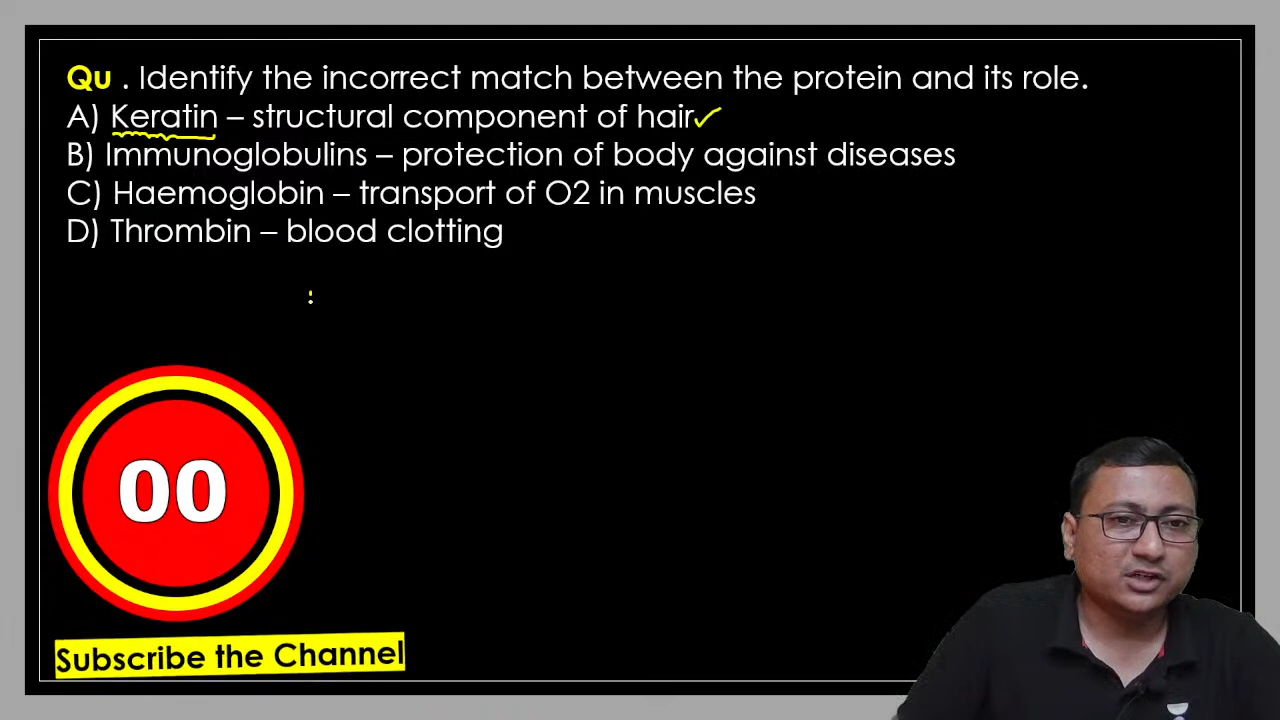 Qu . Identify the incorrect match between the protein and its role.
A) Keratin – structural component of hair
B) Immunoglobulins – protection of body against diseases
C) Haemoglobin – transport of O2 in muscles
D) Thrombin – blood clotting
00
Subscribe the Channel